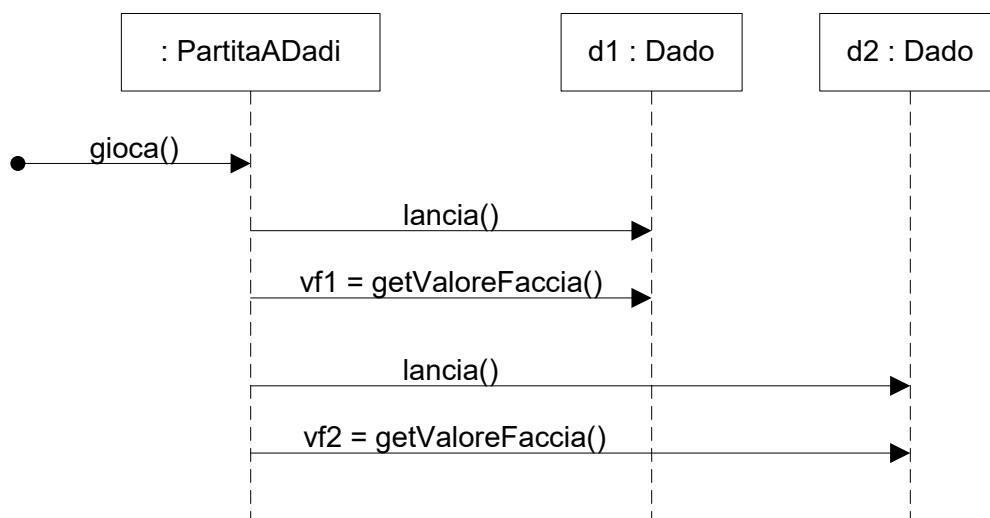 : PartitaADadi
d1 : Dado
d2 : Dado
gioca()
lancia()
vf1 = getValoreFaccia()
lancia()
vf2 = getValoreFaccia()